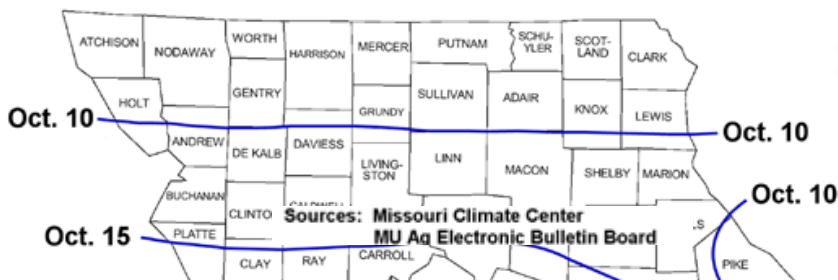 WORTH
SCHU-
YLER
SCOT-
LAND
ATCHISON
NODAWAY
HARRISON
MERCER
PUTNAM
CLARK
GENTRY
SULLIVAN
ADAIR
HOLT
GRUNDY
KNOX
LEWIS
Oct. 10
Oct. 10
ANDREW
DE KALB
DAVIESS
LIVING-
STON
LINN
MACON
SHELBY
MARION
BUCHANAN
Oct. 10
CLINTO
Sources: Missouri Climate Center
MU Ag Electronic Bulletin Board
Oct. 15
PLATTE
CLAY
RAY
CARROLL
PIKE